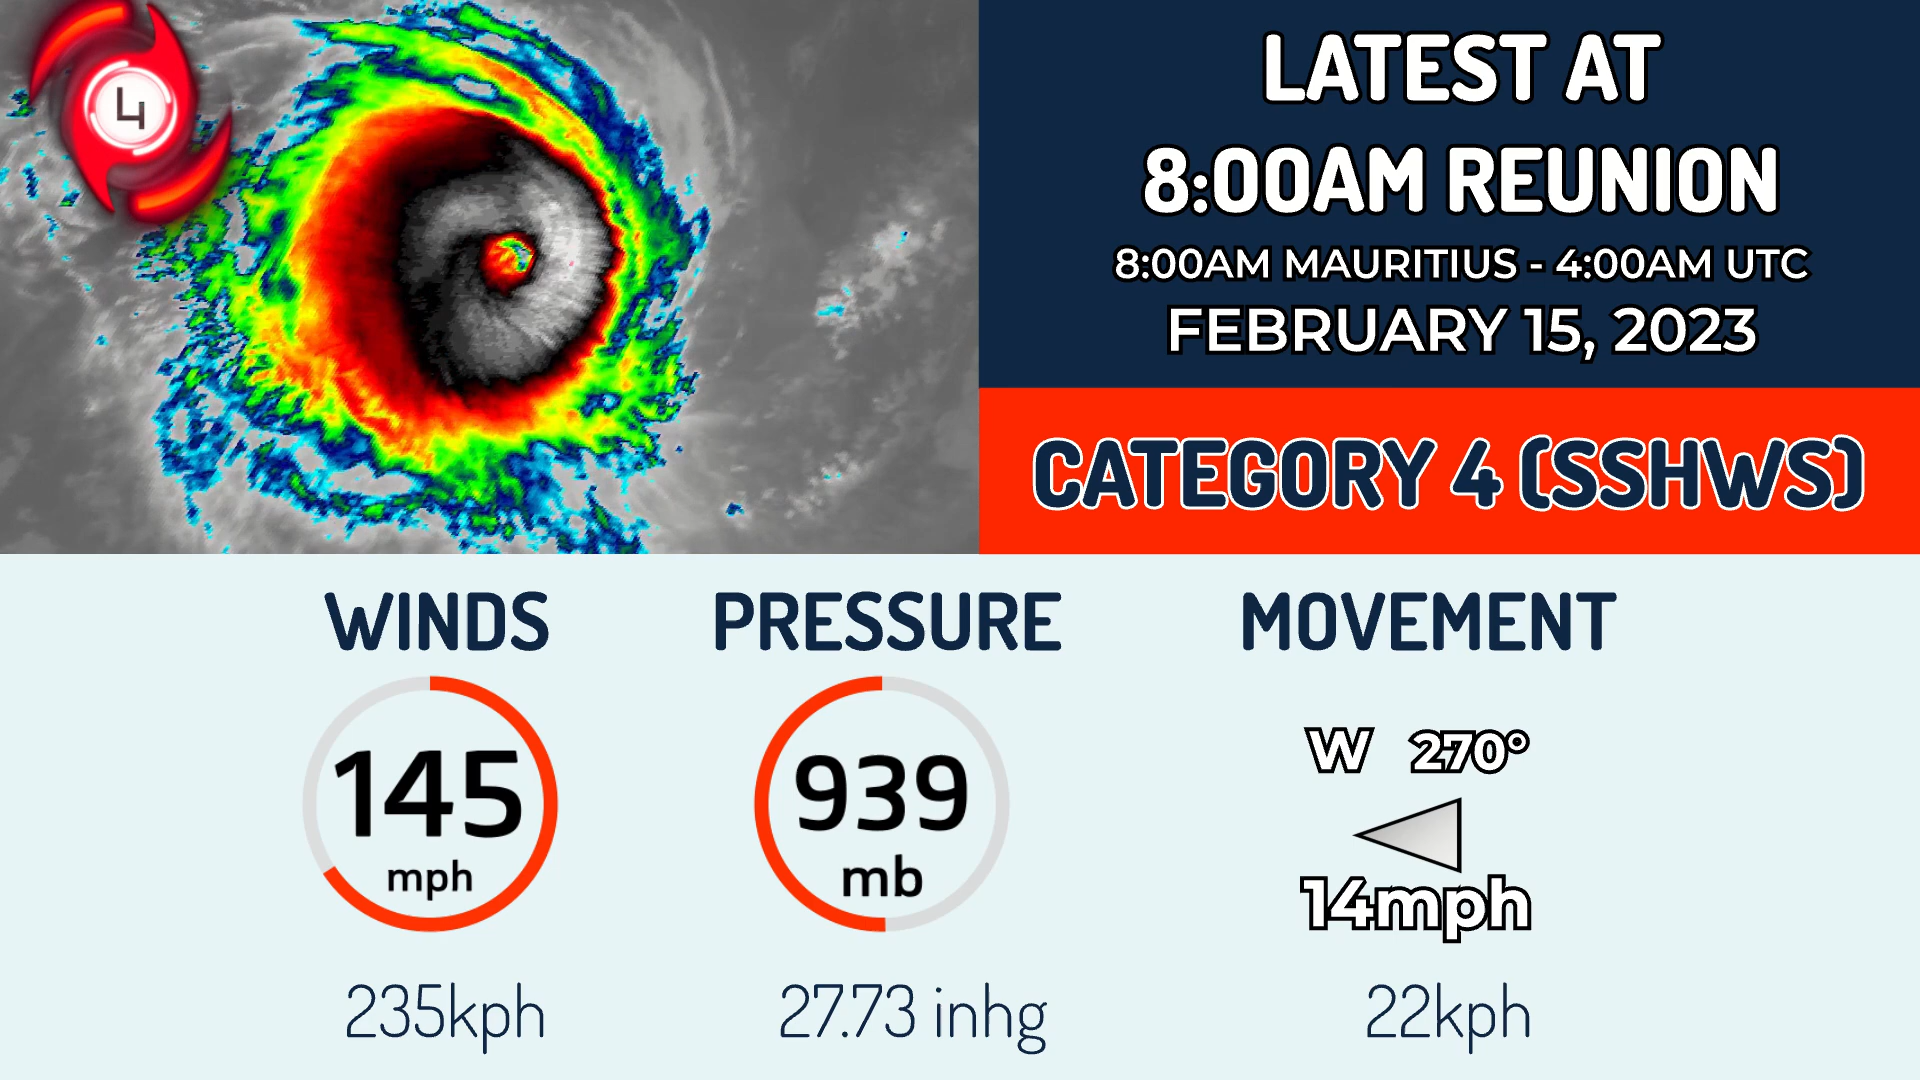 4
LATEST AT
8:00AM REUNION
8:00AM MAURITIUS - 4:00AM UTC
FEBRUARY 15, 2023
CATEGORY 4 (SSHWS)
WINDS
145
mph
235kph
PRESSURE
939
mb
27.73 inhg
MOVEMENT
W 270°
14mph
22kph